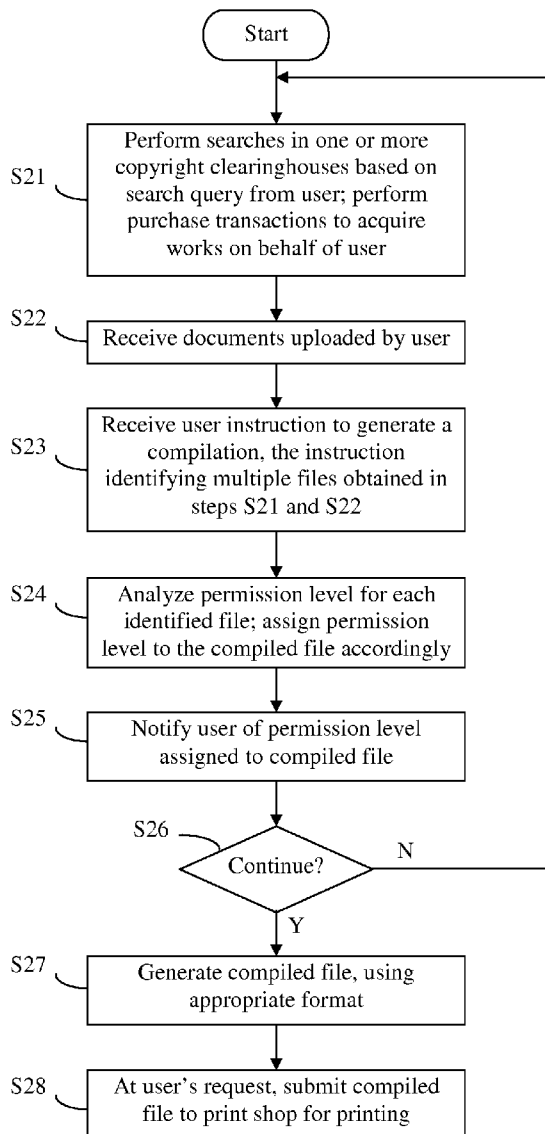 Start
S21
Perform searches in one or more
copyright clearinghouses based on
search query from user; perform
purchase transactions to acquire
works on behalf of user
S22
Receive documents uploaded by user
S23
Receive user instruction to generate a
compilation, the instruction
identifying multiple files obtained in
steps S21 and S22
S24
Analyze permission level for each
identified file; assign permission
level to the compiled file accordingly
S25
Notify user of permission level
assigned to compiled file
S26
Continue?
N
Y
S27
Generate compiled file, using
appropriate format
S28
At user's request, submit compiled
file to print shop for printing